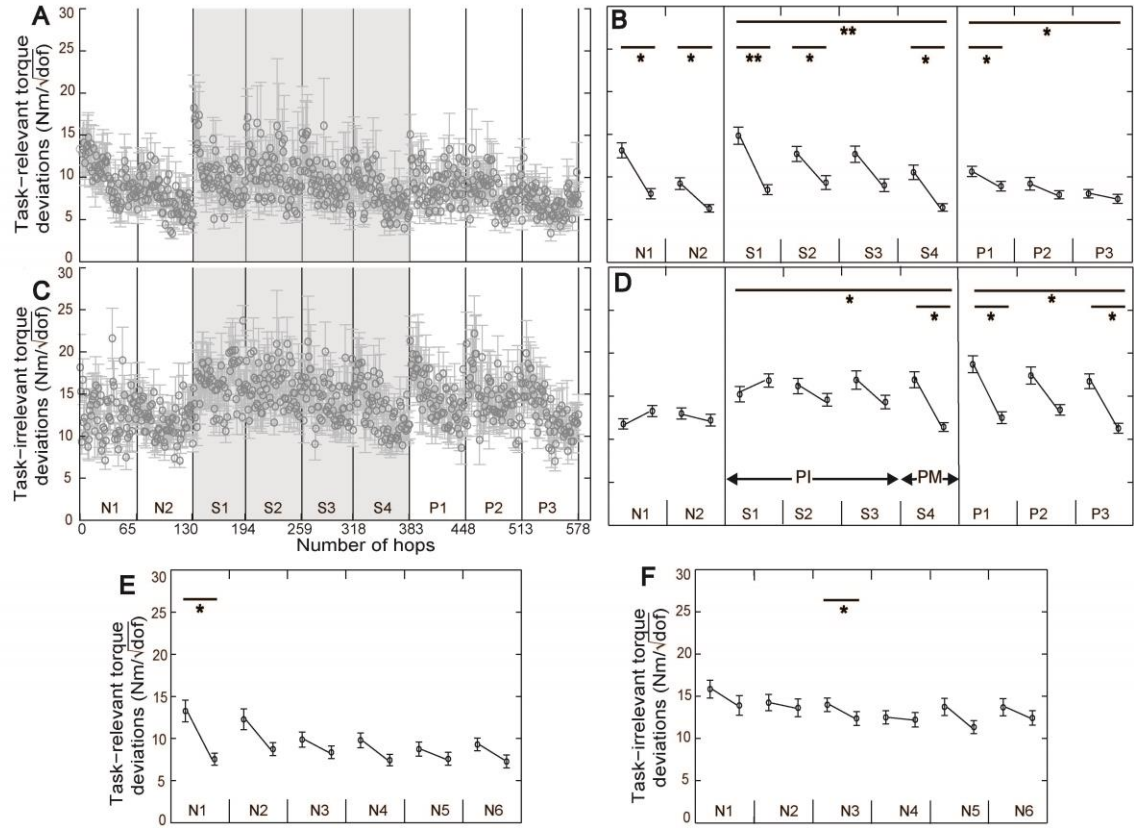 A
B
Task-relevant torque
deviations (Nm/√dof)
30
25
20
15
10
5
0
** *
* * ** * * *
N1 N2 S1 S2 S3 S4 P1 P2 P3
C
D
Task-irrelevant torque
deviations (Nm/√dof)
30
25
20
15
10
5
0
N1 N2 S1 S2 S3 S4 P1 P2 P3
0 65 130 194 259 318 383 448 513 578
Number of hops
* *
* * *
PI PM
N1 N2 S1 S2 S3 S4 P1 P2 P3
E
Task-relevant torque
deviations (Nm/√dof)
30
25
20
15
10
5
0
*
N1 N2 N3 N4 N5 N6
F
Task-irrelevant torque
deviations (Nm/√dof)
30
25
20
15
10
5
0
*
N1 N2 N3 N4 N5 N6